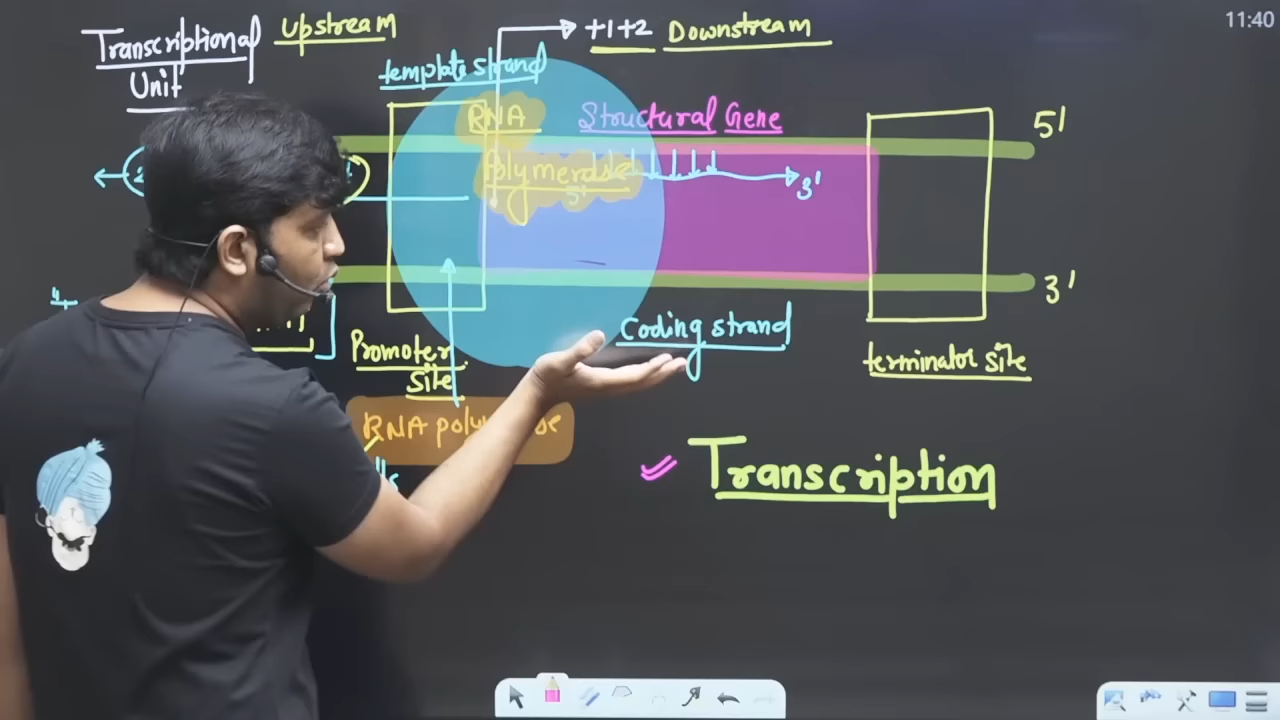 11:40
Transcriptional
Unit
Upstream
+1+2 Downstream
template strand
RNA
Polymerase
Structural Gene
5'
5'
3'
3'
Coding strand
Promoter
site
terminator site
RNA
Transcription